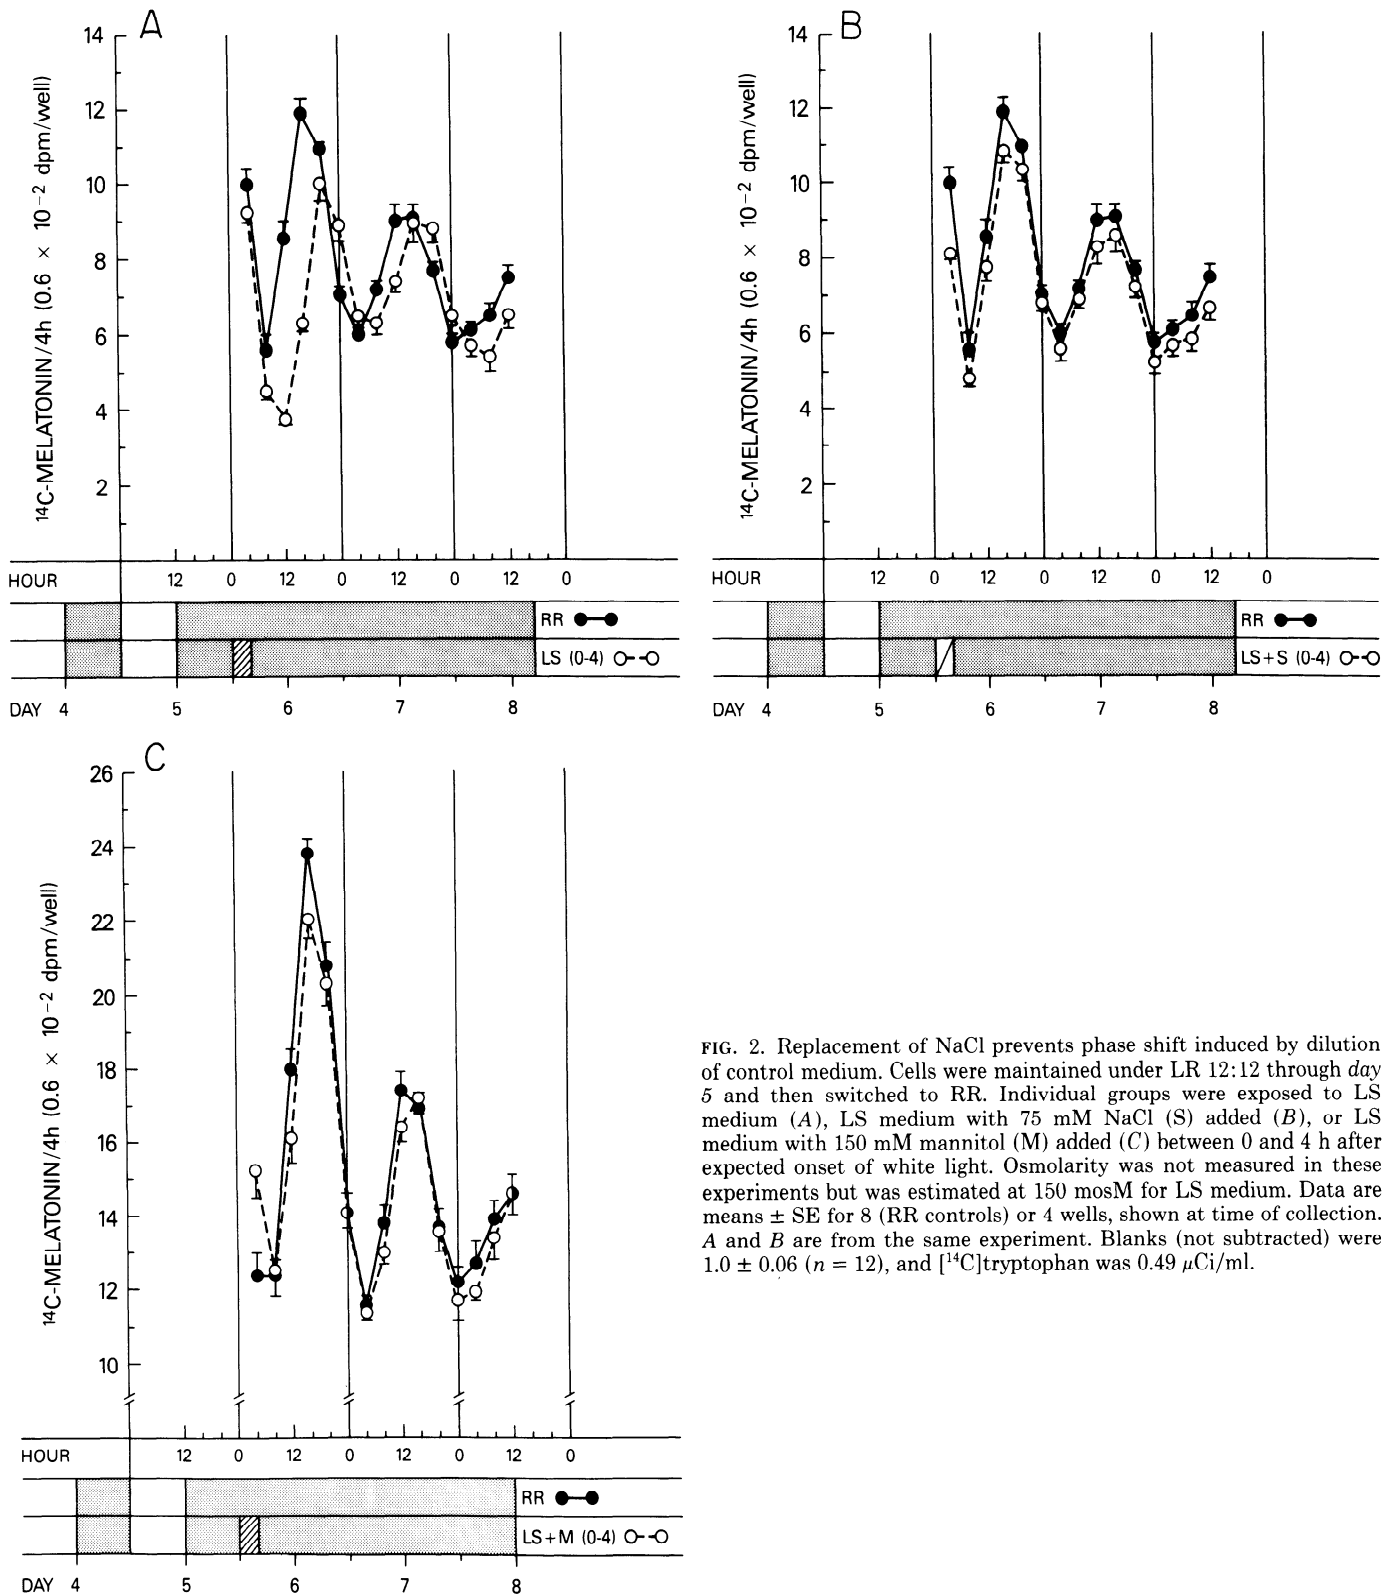 A
14
12
10
8
6
4
2
¹⁴C-MELATONIN/4h (0.6 × 10⁻² dpm/well)
HOUR 12 0 12 0 12 0 12 0
RR
LS (0-4)
DAY 4 5 6 7 8
B
14
12
10
8
6
4
2
¹⁴C-MELATONIN/4h (0.6 × 10⁻² dpm/well)
HOUR 12 0 12 0 12 0 12 0
RR
LS+S (0-4)
DAY 4 5 6 7 8
C
26
24
22
20
18
16
14
12
10
¹⁴C-MELATONIN/4h (0.6 × 10⁻² dpm/well)
HOUR 12 0 12 0 12 0 12 0
RR
LS+M (0-4)
DAY 4 5 6 7 8
FIG. 2. Replacement of NaCl prevents phase shift induced by dilution
of control medium. Cells were maintained under LR 12:12 through day
5 and then switched to RR. Individual groups were exposed to LS
medium (A), LS medium with 75 mM NaCl (S) added (B), or LS
medium with 150 mM mannitol (M) added (C) between 0 and 4 h after
expected onset of white light. Osmolarity was not measured in these
experiments but was estimated at 150 mosM for LS medium. Data are
means ± SE for 8 (RR controls) or 4 wells, shown at time of collection.
A and B are from the same experiment. Blanks (not subtracted) were
1.0 ± 0.06 (n = 12), and [¹⁴C]tryptophan was 0.49 μCi/ml.